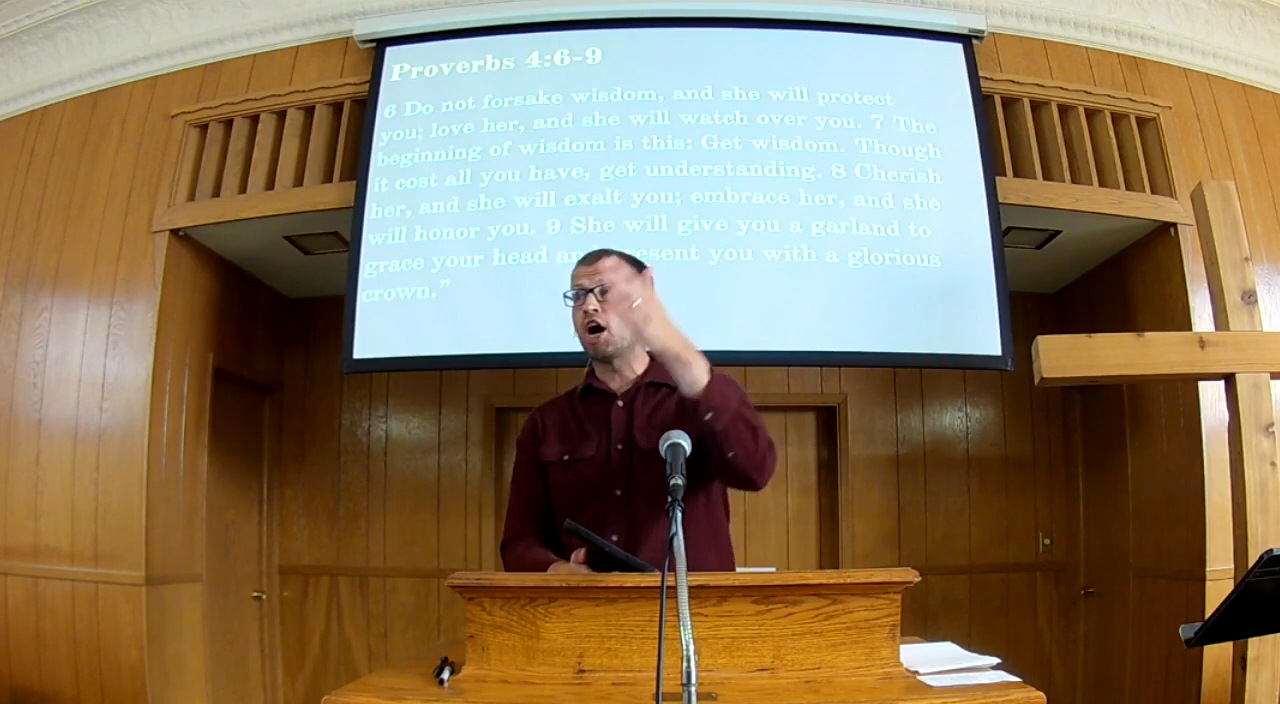 Proverbs 4:6-9
6 Do not forsake wisdom, and she will protect
you; love her, and she will watch over you. 7 The
beginning of wisdom is this: Get wisdom. Though
it cost all you have, get understanding. 8 Cherish
her, and she will exalt you; embrace her, and she
will honor you. 9 She will give you a garland to
grace your head an resent you with a glorious
crown.”